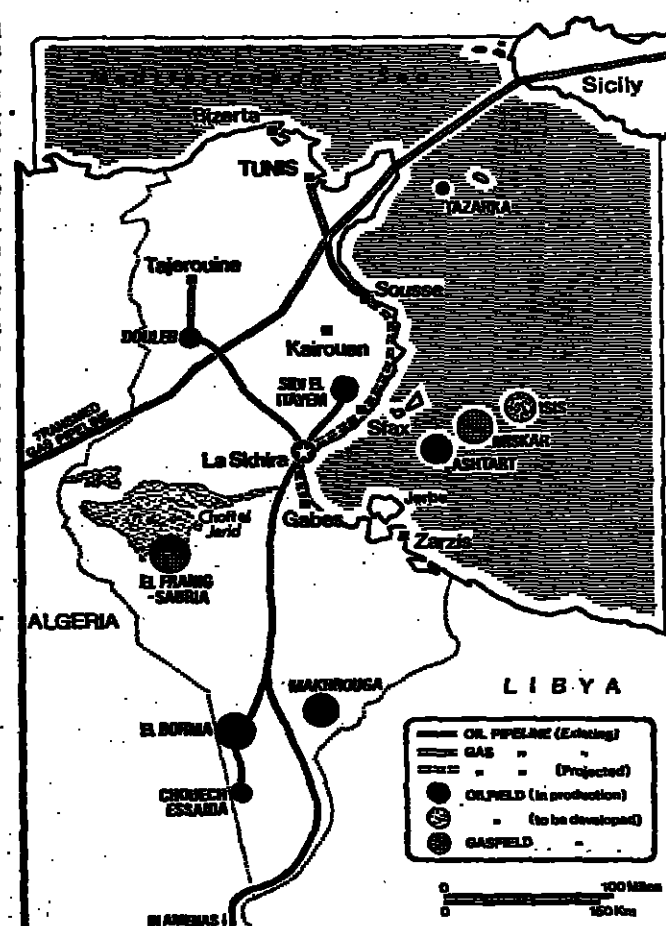 Mediterranean Sea
Sicily
Bizerta
TUNIS
TAZARKA
Tajerouine
Sousse
DOULEB
Kairouan
SIDI EL
ITAYEM
ISIS
TRANSMED
GAS PIPELINE
Sfax
MISKAR
La Skhira
ASHTART
Chott el
Jerid
Jerba
Gabes
Zarzis
EL FRANIG
-SABRIA
ALGERIA
MAKHROUGA
LIBYA
EL BORMA
OIL PIPELINE (Existing)
GAS " "
" " (Projected)
CHOUECH
ESSAIDA
OILFIELD (in production)
" (to be developed)
GASFIELD "
0 100 Miles
0 150 Km
IN AMENAS